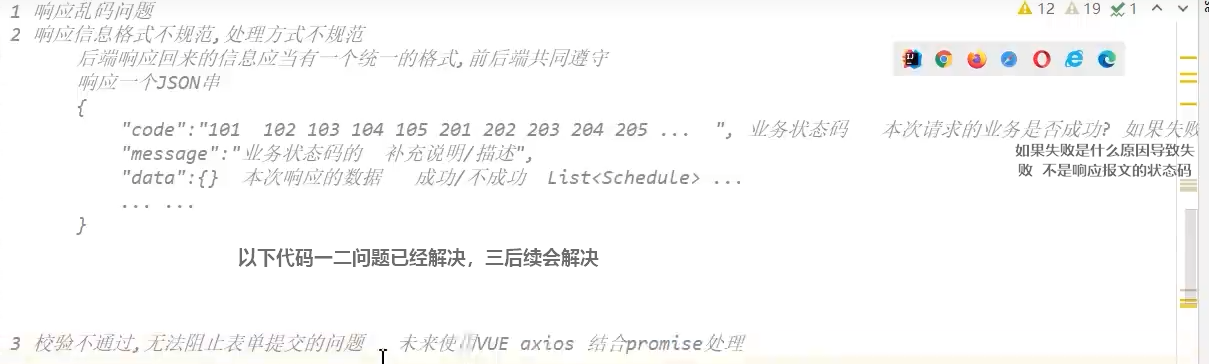 12 19 1
1 响应乱码问题
2 响应信息格式不规范,处理方式不规范
后端响应回来的信息应当有一个统一的格式,前后端共同遵守
响应一个JSON串
{
"code":"101 102 103 104 105 201 202 203 204 205 ... ", 业务状态码 本次请求的业务是否成功? 如果失败
如果失败是什么原因导致失
"message":"业务状态码的 补充说明/描述",
败 不是响应报文的状态码
"data":{} 本次响应的数据 成功/不成功 List<Schedule> ...
... ...
}
以下代码一二问题已经解决，三后续会解决
3 校验不通过,无法阻止表单提交的问题 未来使用VUE axios 结合promise处理